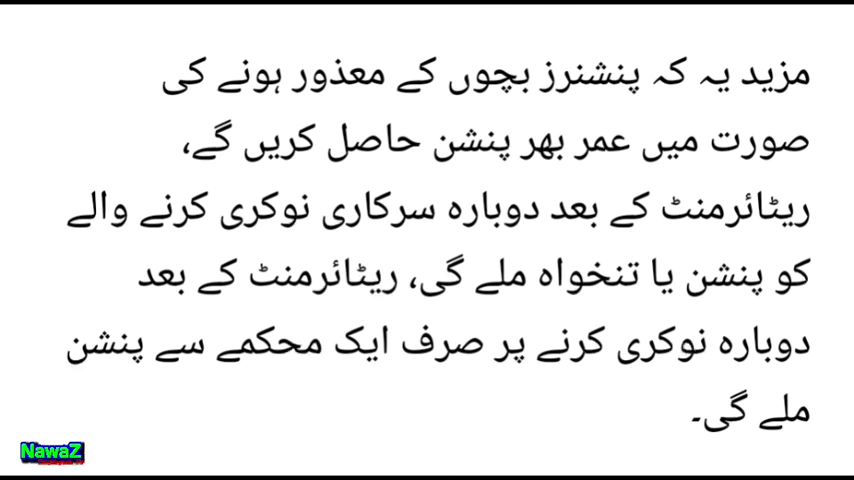 مزید یہ کہ پنشنرز بچوں کے معذور ہونے کی
صورت میں عمر بھر پنشن حاصل کریں گے،
ریٹائرمنٹ کے بعد دوبارہ سرکاری نوکری کرنے والے
کو پنشن یا تنخواہ ملے گی، ریٹائرمنٹ کے بعد
دوبارہ نوکری کرنے پر صرف ایک محکمے سے پنشن
ملے گی۔
NawaZ